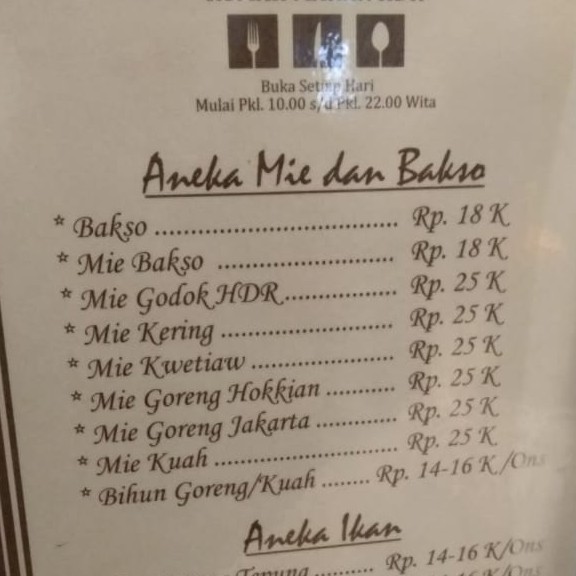 Buka Setiap Hari
Mulai Pkl. 10.00 s/d Pkl. 22.00 Wita
Aneka Mie dan Bakso
* Bakso .................................. Rp. 18 K
* Mie Bakso ......................... Rp. 18 K
* Mie Godok HDR................ Rp. 25 K
* Mie Kering ........................ Rp. 25 K
* Mie Kwetiaw .................... Rp. 25 K
* Mie Goreng Hokkian .......... Rp. 25 K
* Mie Goreng Jakarta ............ Rp. 25 K
* Mie Kuah .......................... Rp. 25 K
* Bihun Goreng/Kuah ........ Rp. 14-16 K/Ons
Aneka Ikan
Tepung ............ Rp. 14-16 K/Ons